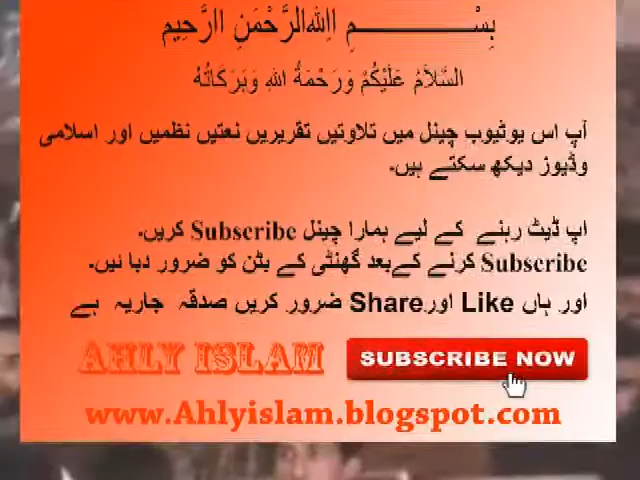 بِسْــــــــــــمِ اللهِ الرَّحْمَنِ الرَّحِيم
السَّلاَمُ عَلَيْكُمْ وَرَحْمَةُ اللهِ وَبَرَكَاتُهُ
آپ اس یوٹیوب چینل میں تلاوتیں تقریریں نعتیں نظمیں اور اسلامی
وڈیوز دیکھ سکتے ہیں۔
اپ ڈیٹ رہنے کے لیے ہمارا چینل Subscribe کریں۔
Subscribe کرنے کےبعد گھنٹی کے بٹن کو ضرور دبا ئیں۔
اور ہاں Like اورShare ضرور کریں صدقہ جاریہ ہے
AHLY ISLAM
SUBSCRIBE NOW
www.Ahlyislam.blogspot.com